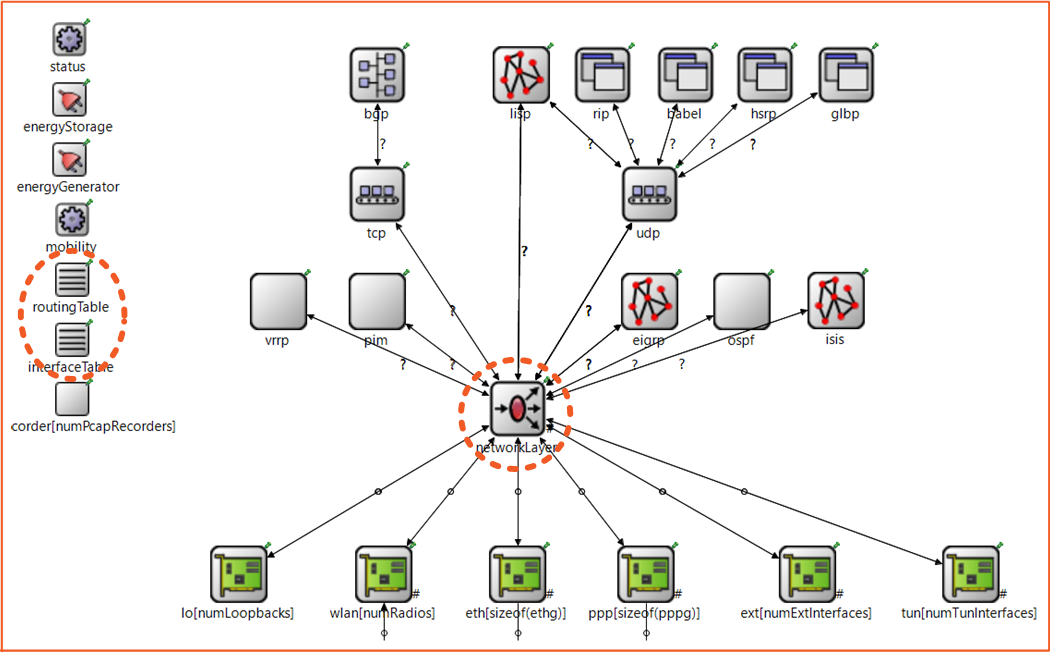 status
energyStorage
energyGenerator
mobility
routingTable
interfaceTable
corder[numPcapRecorders]
bgp
lisp
rip
babel
hsrp
glbp
?
?
?
?
?
?
tcp
udp
?
?
?
vrrp
pim
eigrp
ospf
isis
?
?
?
?
?
networkLayer
#
lo[numLoopbacks]
wlan[numRadios]
#
eth[sizeof(ethg)]
#
ppp[sizeof(pppg)]
#
ext[numExtInterfaces]
#
tun[numTunInterfaces]
#